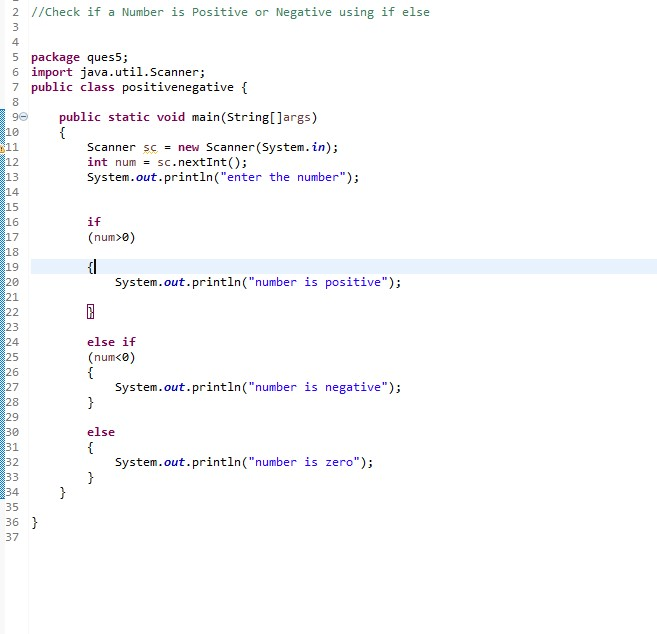 2 //Check if a Number is Positive or Negative using if else
3
4
5 package ques5;
6 import java.util.Scanner;
7 public class positivenegative {
8
9 public static void main(String[]args)
10 {
11 Scanner sc = new Scanner(System.in);
12 int num = sc.nextInt();
13 System.out.println("enter the number");
14
15
16 if
17 (num>0)
18
19 {
20 System.out.println("number is positive");
21
22 }
23
24 else if
25 (num<0)
26 {
27 System.out.println("number is negative");
28 }
29
30 else
31 {
32 System.out.println("number is zero");
33 }
34 }
35
36 }
37